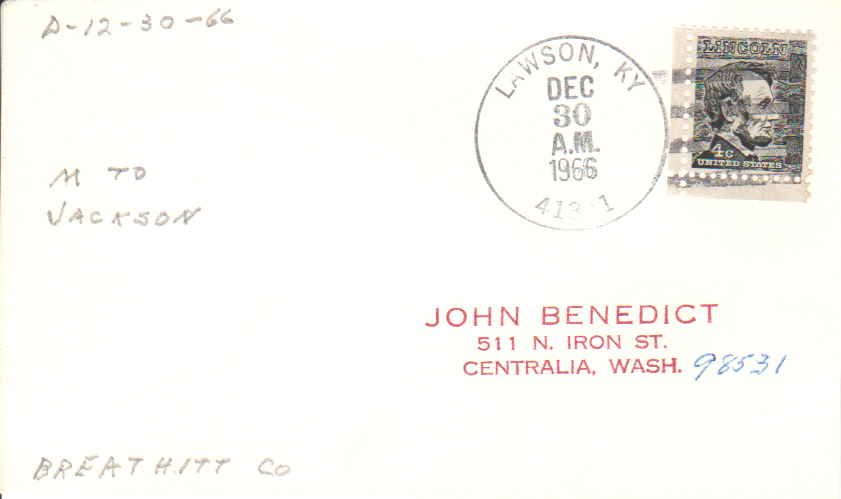 D-12-30-66
LAWSON, KY
DEC
30
A.M.
1966
LINCOLN
4c
UNITED STATES
M TO
JACKSON
JOHN BENEDICT
511 N. IRON ST.
CENTRALIA, WASH. 98531
BREATHITT CO